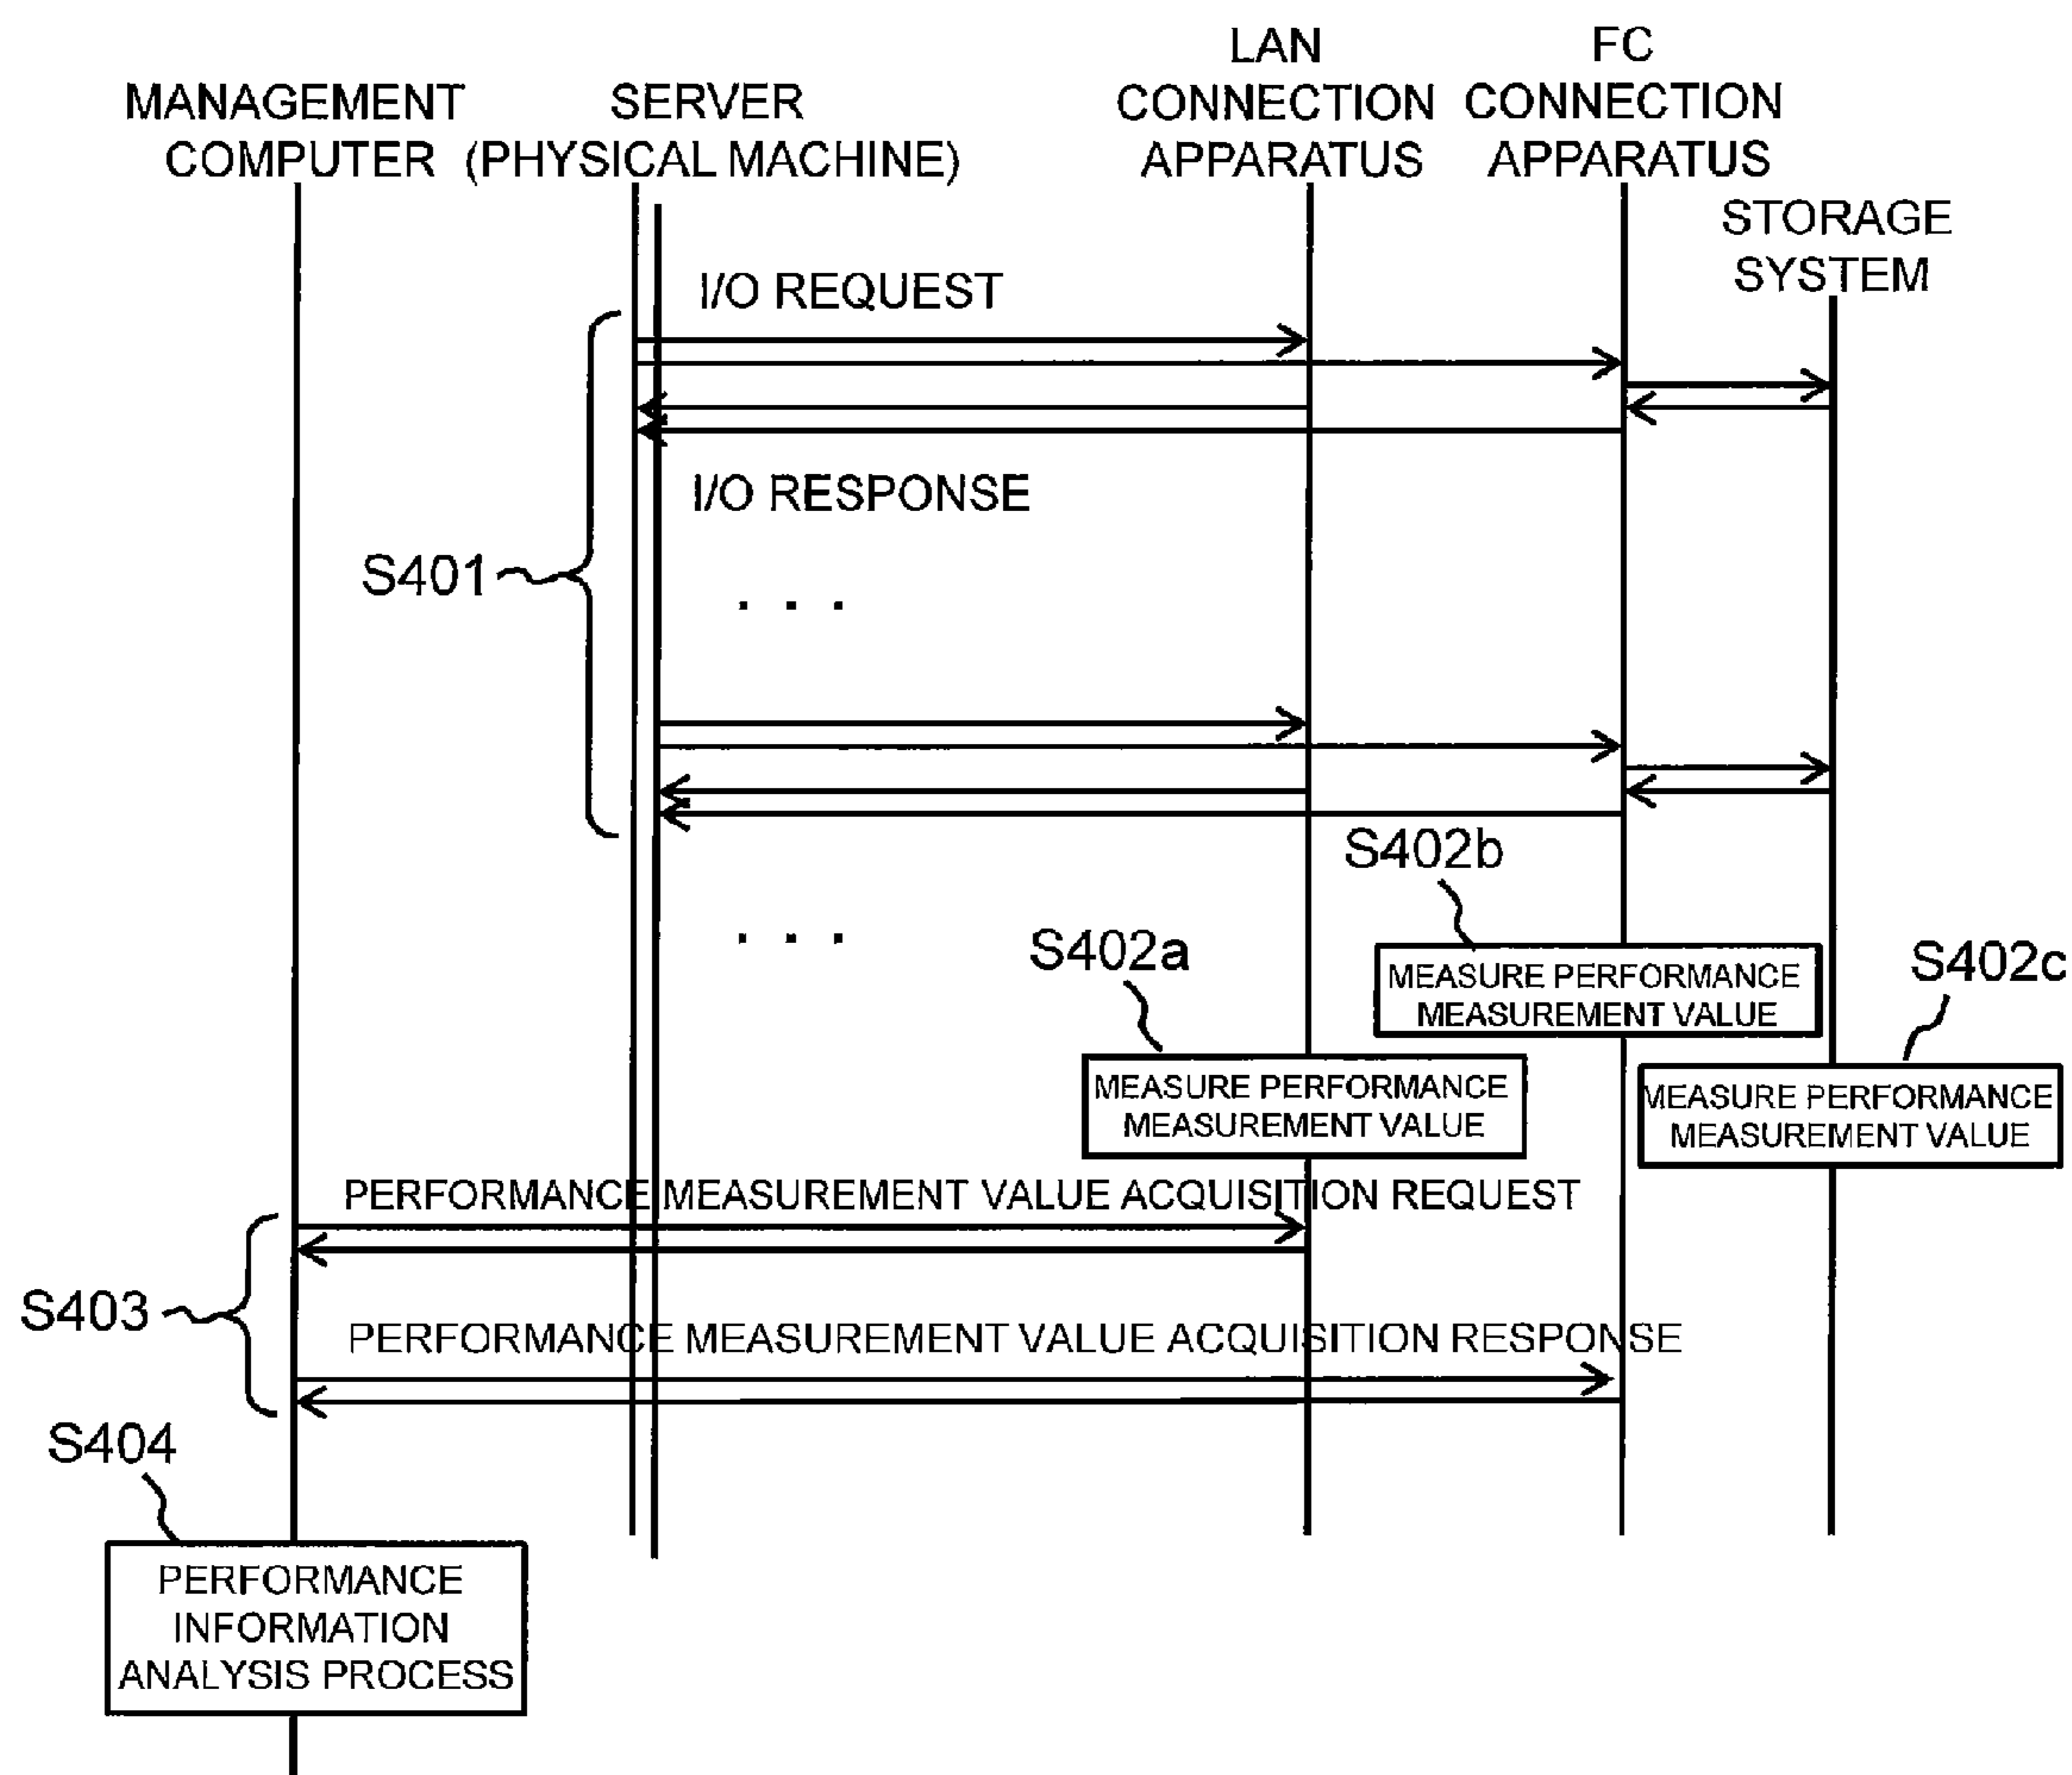 MANAGEMENT
COMPUTER
SERVER
(PHYSICAL MACHINE)
LAN
CONNECTION
APPARATUS
FC
CONNECTION
APPARATUS
STORAGE
SYSTEM
I/O REQUEST
I/O RESPONSE
S401
. . .
S402b
. . .
S402a
S402c
MEASURE PERFORMANCE
MEASUREMENT VALUE
MEASURE PERFORMANCE
MEASUREMENT VALUE
MEASURE PERFORMANCE
MEASUREMENT VALUE
PERFORMANCE MEASUREMENT VALUE ACQUISITION REQUEST
S403
PERFORMANCE MEASUREMENT VALUE ACQUISITION RESPONSE
S404
PERFORMANCE
INFORMATION
ANALYSIS PROCESS